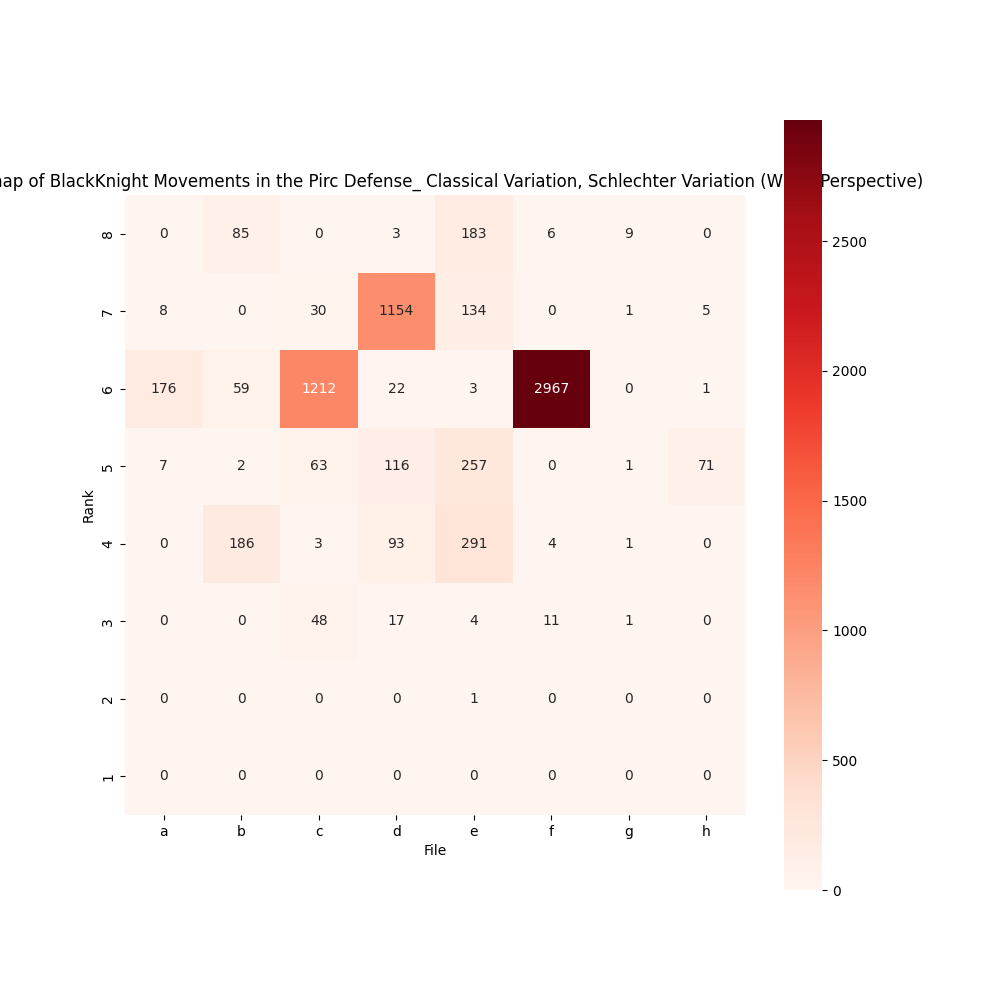 of BlackKnight Movements in the Pirc Defense_ Classical Variation, Schlechter Variation Perspective)
8 0 85 0 3 183 6 9 0
7 8 0 30 1154 134 0 1 5
6 176 59 1212 22 3 2967 0 1
5 7 2 63 116 257 0 1 71
4 0 186 3 93 291 4 1 0
3 0 0 48 17 4 11 1 0
2 0 0 0 0 1 0 0 0
1 0 0 0 0 0 0 0 0
a b c d e f g h
File
Rank
2500
2000
1500
1000
500
0